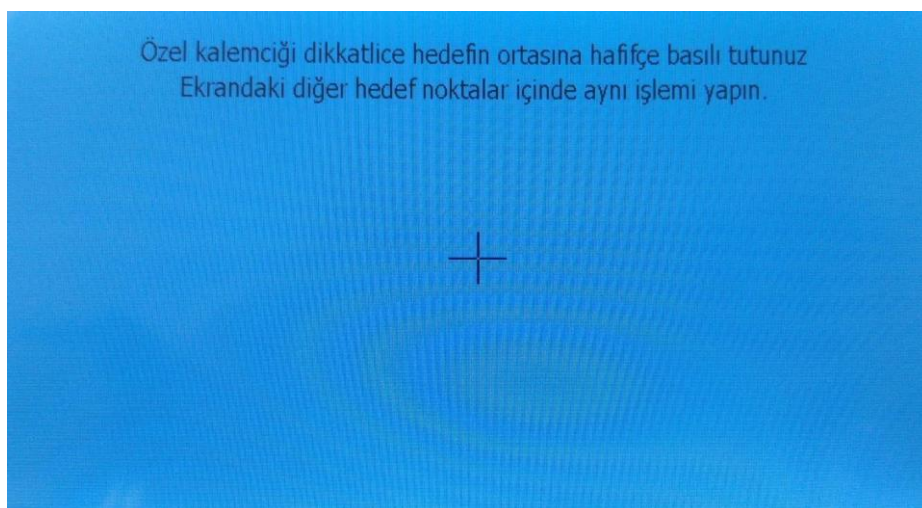 Özel kalemciği dikkatlice hedefin ortasına hafifçe basılı tutunuz
Ekrandaki diğer hedef noktalar içinde aynı işlemi yapın.